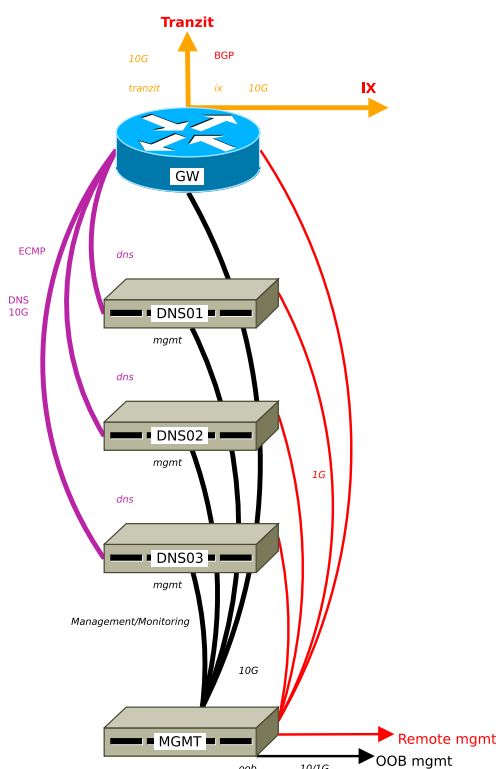 Tranzit
10G
BGP
tranzit
ix
10G
IX
GW
ECMP
dns
DNS
10G
DNS01
mgmt
dns
DNS02
mgmt
1G
dns
DNS03
mgmt
Management/Monitoring
10G
MGMT
Remote mgmt
OOB mgmt
oob
10/1G